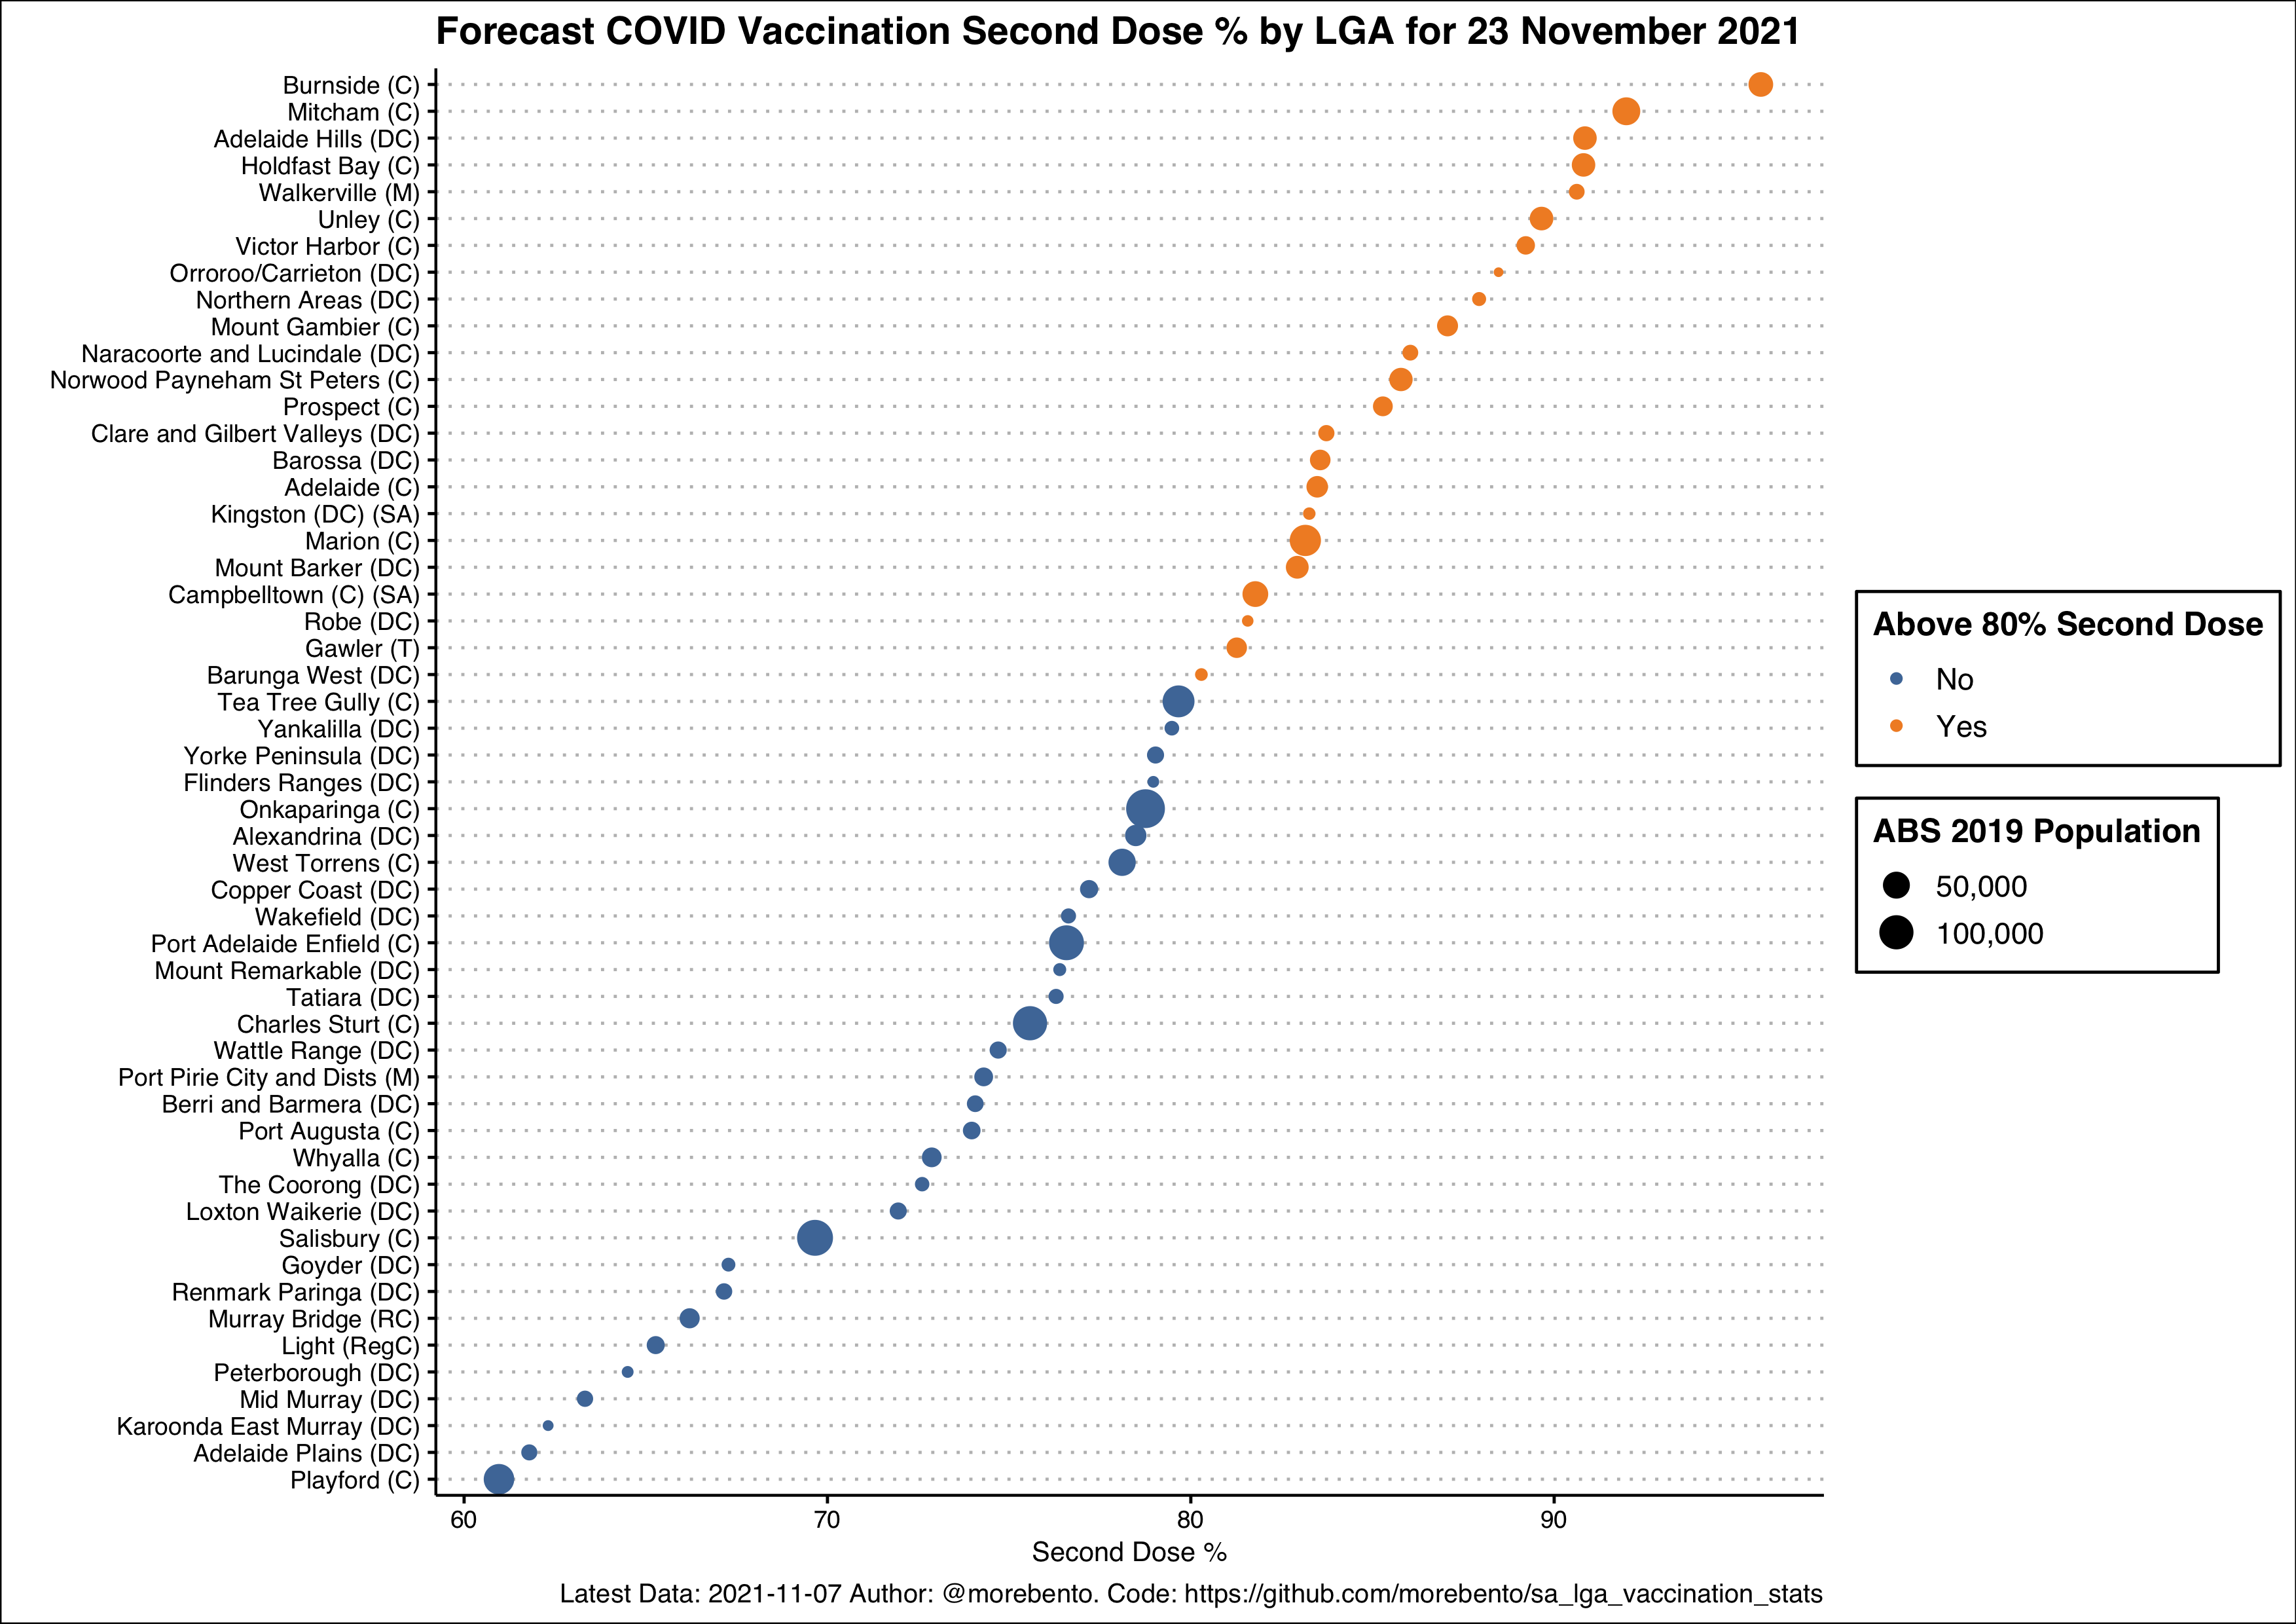 Forecast COVID Vaccination Second Dose % by LGA for 23 November 2021
Burnside (C)
Mitcham (C)
Adelaide Hills (DC)
Holdfast Bay (C)
Walkerville (M)
Unley (C)
Victor Harbor (C)
Orroroo/Carrieton (DC)
Northern Areas (DC)
Mount Gambier (C)
Naracoorte and Lucindale (DC)
Norwood Payneham St Peters (C)
Prospect (C)
Clare and Gilbert Valleys (DC)
Barossa (DC)
Adelaide (C)
Kingston (DC) (SA)
Marion (C)
Mount Barker (DC)
Campbelltown (C) (SA)
Robe (DC)
Gawler (T)
Barunga West (DC)
Tea Tree Gully (C)
Yankalilla (DC)
Yorke Peninsula (DC)
Flinders Ranges (DC)
Onkaparinga (C)
Alexandrina (DC)
West Torrens (C)
Copper Coast (DC)
Wakefield (DC)
Port Adelaide Enfield (C)
Mount Remarkable (DC)
Tatiara (DC)
Charles Sturt (C)
Wattle Range (DC)
Port Pirie City and Dists (M)
Berri and Barmera (DC)
Port Augusta (C)
Whyalla (C)
The Coorong (DC)
Loxton Waikerie (DC)
Salisbury (C)
Goyder (DC)
Renmark Paringa (DC)
Murray Bridge (RC)
Light (RegC)
Peterborough (DC)
Mid Murray (DC)
Karoonda East Murray (DC)
Adelaide Plains (DC)
Playford (C)
60 70 80 90
Second Dose %
Above 80% Second Dose
No
Yes
ABS 2019 Population
50,000
100,000
Latest Data: 2021-11-07 Author: @morebento. Code: https://github.com/morebento/sa_lga_vaccination_stats